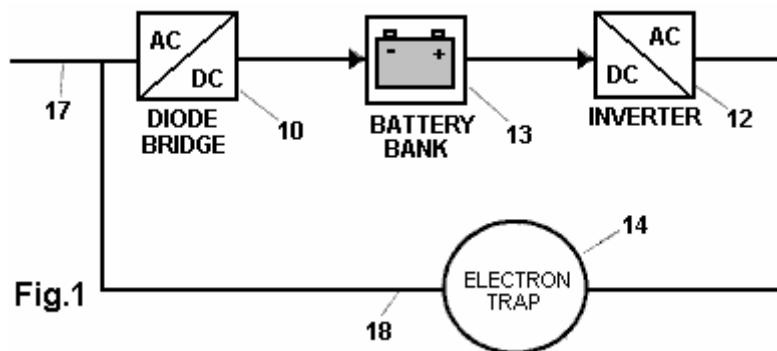 AC
DC
17
DIODE
BRIDGE
10
- +
BATTERY
BANK
13
AC
DC
INVERTER
12
14
ELECTRON
TRAP
18
Fig.1